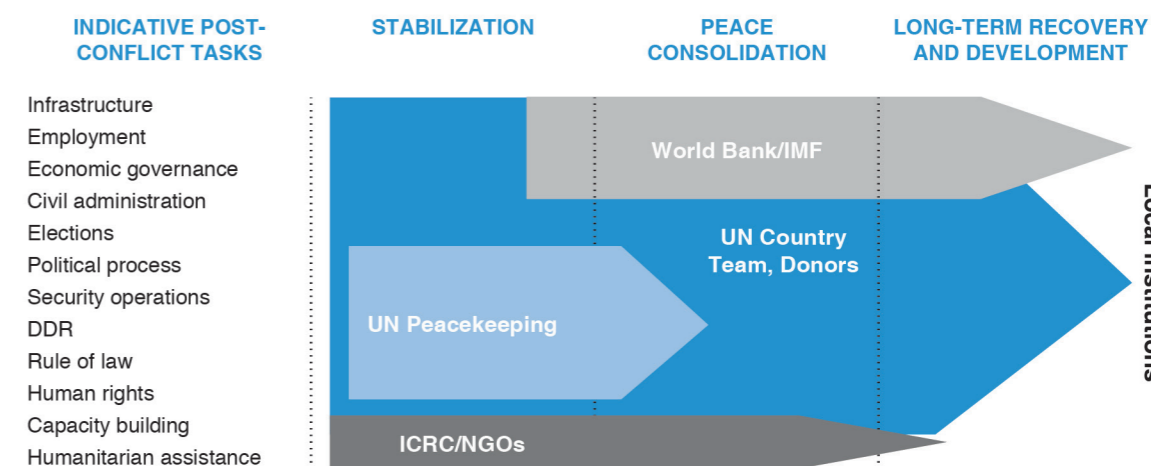 INDICATIVE POST-
CONFLICT TASKS
STABILIZATION
PEACE
CONSOLIDATION
LONG-TERM RECOVERY
AND DEVELOPMENT
Infrastructure
Employment
Economic governance
Civil administration
Elections
Political process
Security operations
DDR
Rule of law
Human rights
Capacity building
Humanitarian assistance
World Bank/IMF
UN Country
Team, Donors
UN Peacekeeping
ICRC/NGOs
Local Institutions